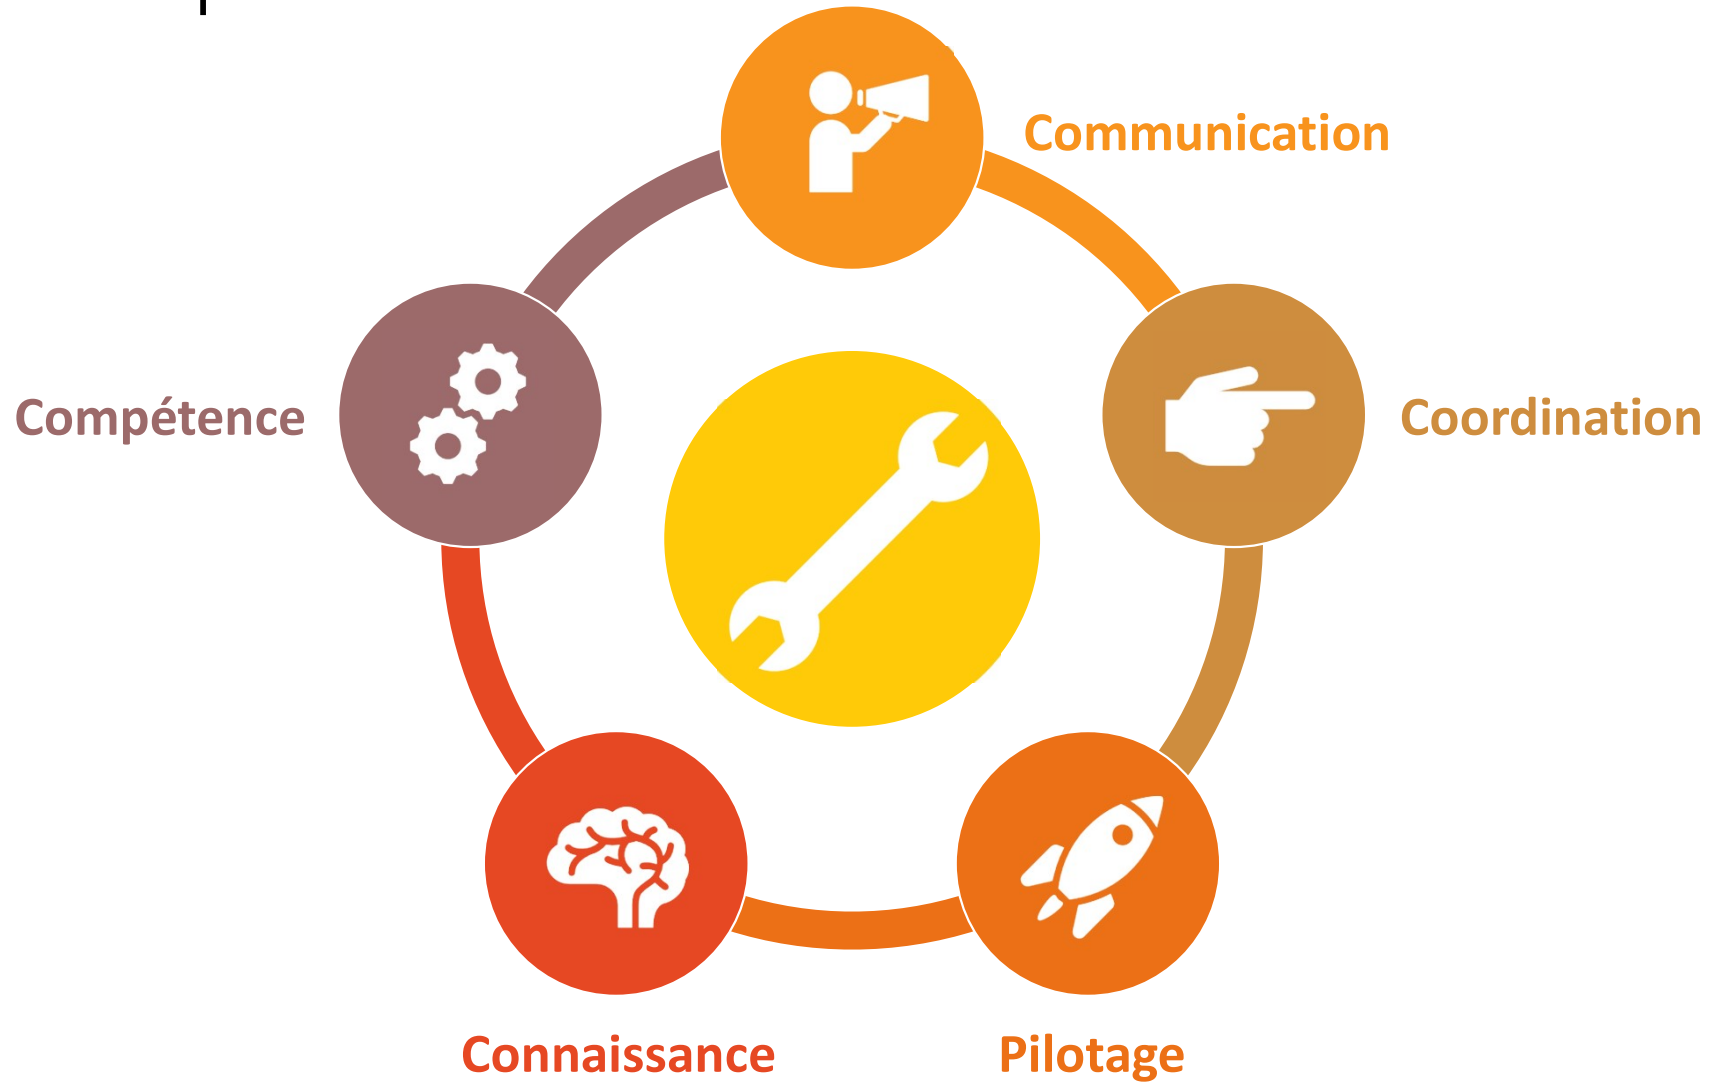 Communication
Compétence
Coordination
Connaissance
Pilotage